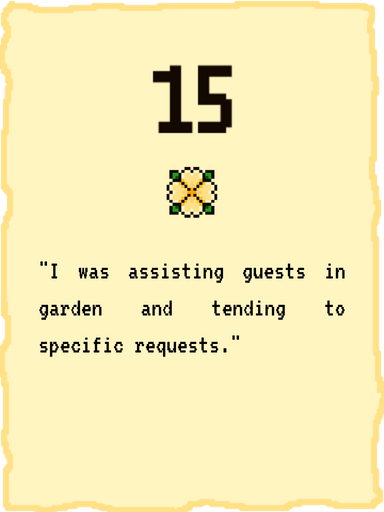 15
"I was assisting guests in
garden and tending to
specific requests."